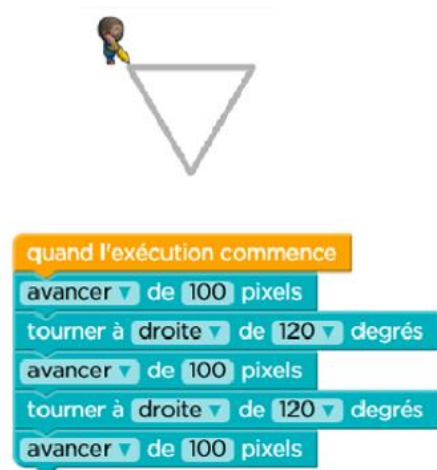 quand l'exécution commence
avancer de 100 pixels
tourner à droite de 120 degrés
avancer de 100 pixels
tourner à droite de 120 degrés
avancer de 100 pixels